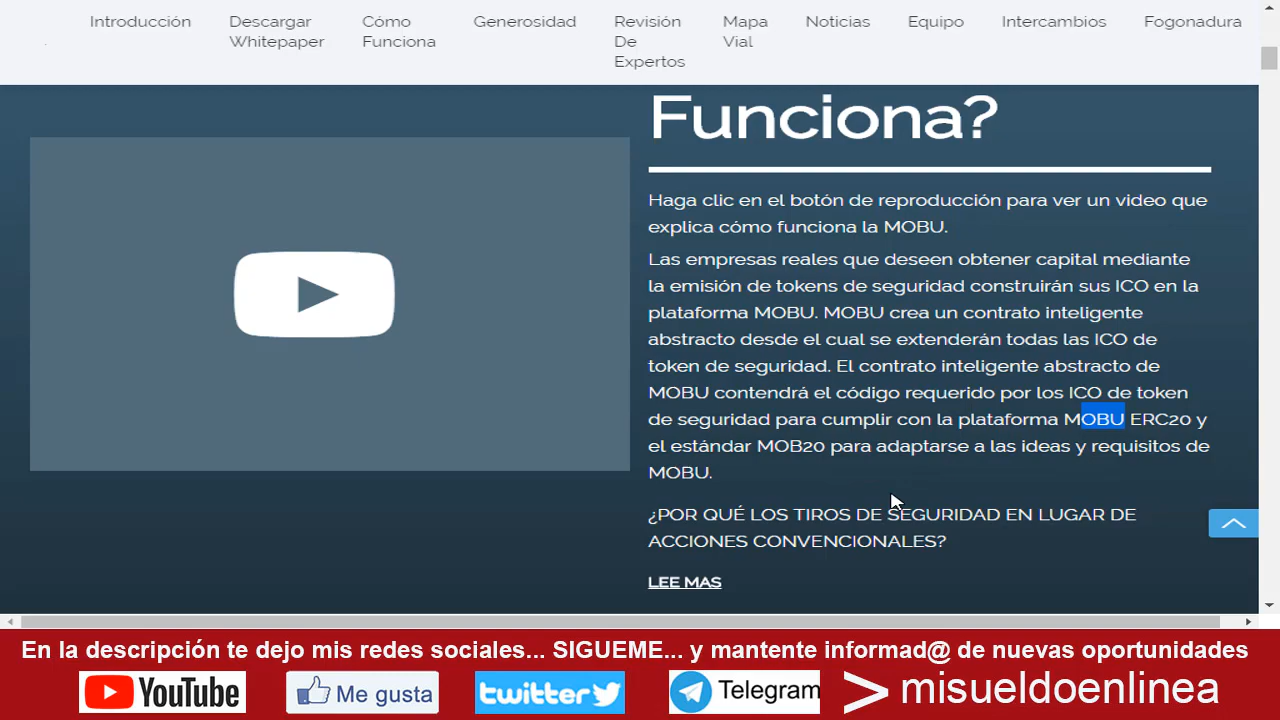 Introducción
Descargar
Whitepaper
Cómo
Funciona
Generosidad
Revisión
De
Expertos
Mapa
Vial
Noticias
Equipo
Intercambios
Fogonadura
Funciona?
Haga clic en el botón de reproducción para ver un video que
explica cómo funciona la MOBU.
Las empresas reales que deseen obtener capital mediante
la emisión de tokens de seguridad construirán sus ICO en la
plataforma MOBU. MOBU crea un contrato inteligente
abstracto desde el cual se extenderán todas las ICO de
token de seguridad. El contrato inteligente abstracto de
MOBU contendrá el código requerido por los ICO de token
de seguridad para cumplir con la plataforma MOBU ERC20 y
el estándar MOB20 para adaptarse a las ideas y requisitos de
MOBU.
¿POR QUÉ LOS TIROS DE SEGURIDAD EN LUGAR DE
ACCIONES CONVENCIONALES?
LEE MAS
En la descripción te dejo mis redes sociales... SIGUEME... y mantente informad@ de nuevas oportunidades
YouTube
Me gusta
twitter
Telegram
> misueldoenlinea